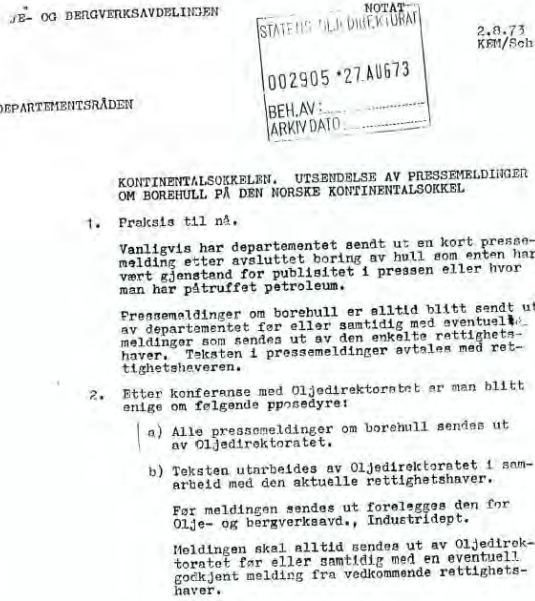 JE- OG BERGVERKSAVDELINGEN
NOTAT
2.8.73
KEM/Sch
STATENS OLJEDIREKTORAT
002905 *27.AUG73
BEH.AV:
ARKIVDATO:
DEPARTEMENTSRÅDEN
KONTINENTALSOKKELEN. UTSENDELSE AV PRESSEMELDINGER
OM BOREHULL PÅ DEN NORSKE KONTINENTALSOKKEL
1. Praksis til nå.
Vanligvis har departementet sendt ut en kort presse-
melding etter avsluttet boring av hull som enten har
vært gjenstand for publisitet i pressen eller hvor
man har påtruffet petroleum.
Pressemeldinger om borehull er alltid blitt sendt ut
av departementet før eller samtidig med eventuelle
meldinger som sendes ut av den enkelte rettighets-
haver. Teksten i pressemeldinger avtales med ret-
tighetshaveren.
2. Etter konferanse med Oljedirektoratet er man blitt
enige om følgende pposedyre:
a) Alle pressemeldinger om borehull sendes ut
av Oljedirektoratet.
b) Teksten utarbeides av Oljedirektoratet i sam-
arbeid med den aktuelle rettighetshaver.
Før meldingen sendes ut forelegges den for
Olje- og bergverksavd., Industridept.
Meldingen skal alltid sendes ut av Oljedirek-
toratet før eller samtidig med en eventuell
godkjent melding fra vedkommende rettighets-
haver.